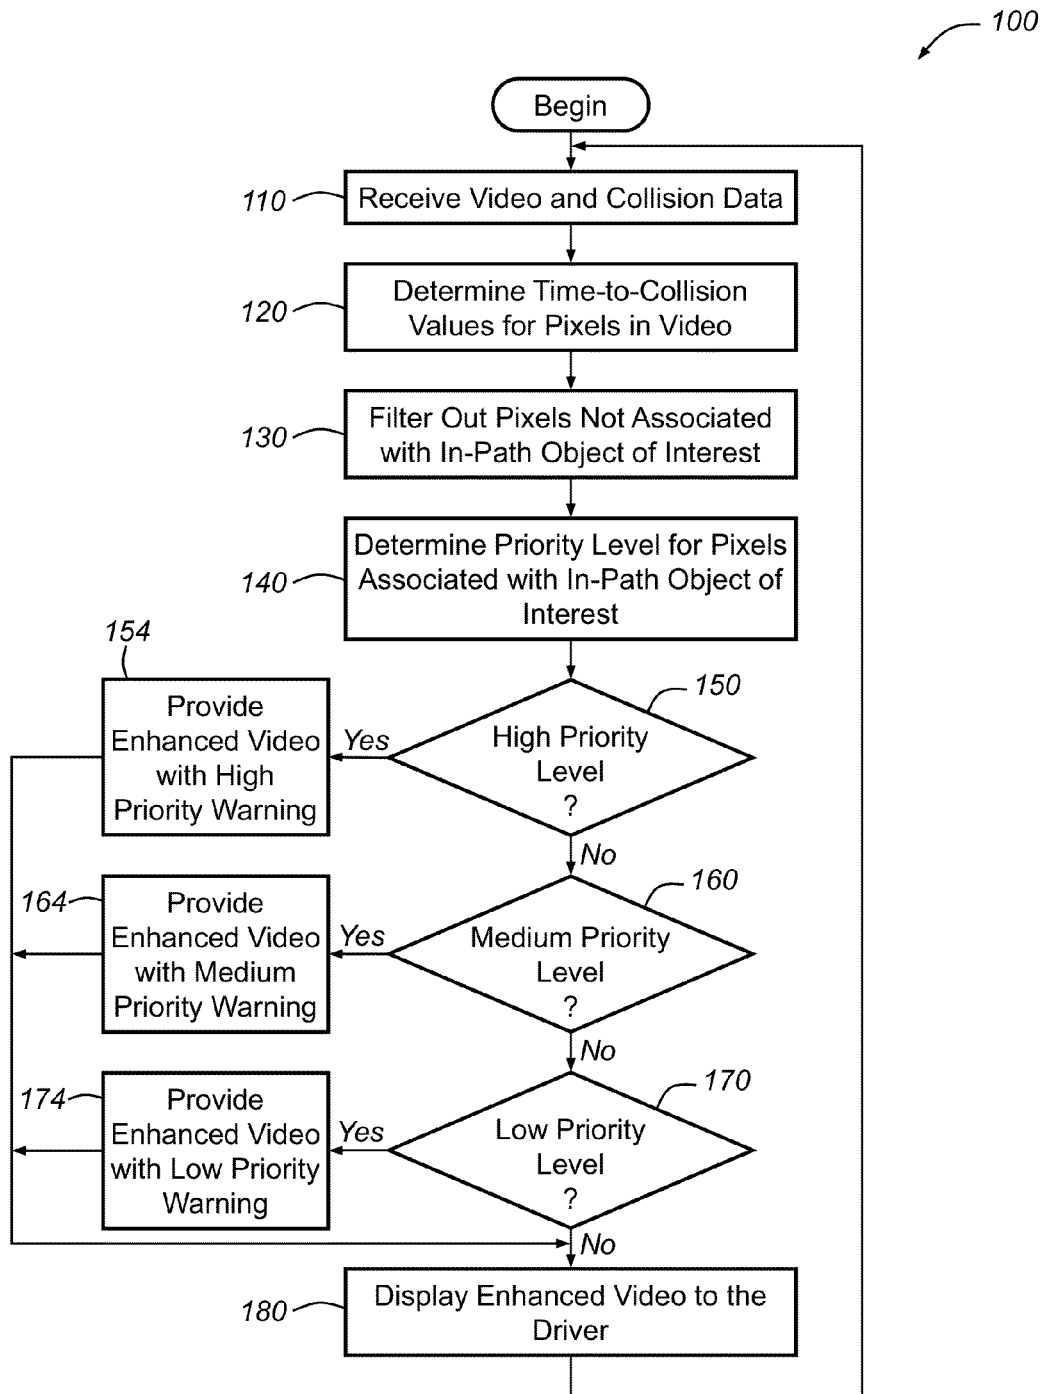 100
Begin
110
Receive Video and Collision Data
120
Determine Time-to-Collision
Values for Pixels in Video
130
Filter Out Pixels Not Associated
with In-Path Object of Interest
140
Determine Priority Level for Pixels
Associated with In-Path Object of
Interest
154
Provide
Enhanced Video
with High
Priority Warning
Yes
150
High Priority
Level
?
No
164
Provide
Enhanced Video
with Medium
Priority Warning
Yes
160
Medium Priority
Level
?
No
174
Provide
Enhanced Video
with Low Priority
Warning
Yes
170
Low Priority
Level
?
No
180
Display Enhanced Video to the
Driver